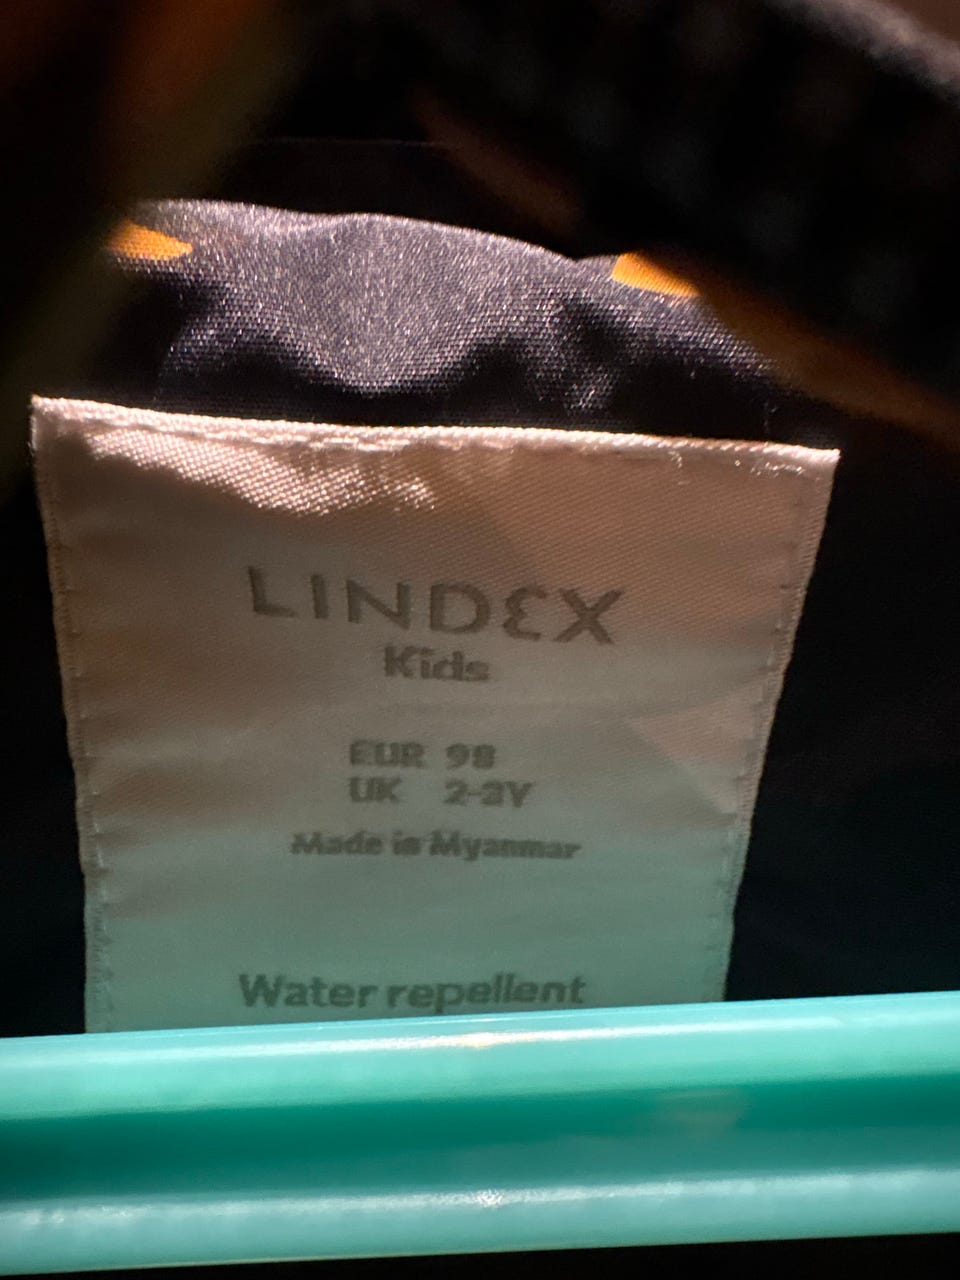 LINDEX
Kids
EUR 98
UK 2-3Y
Made in Myanmar
Water repellent